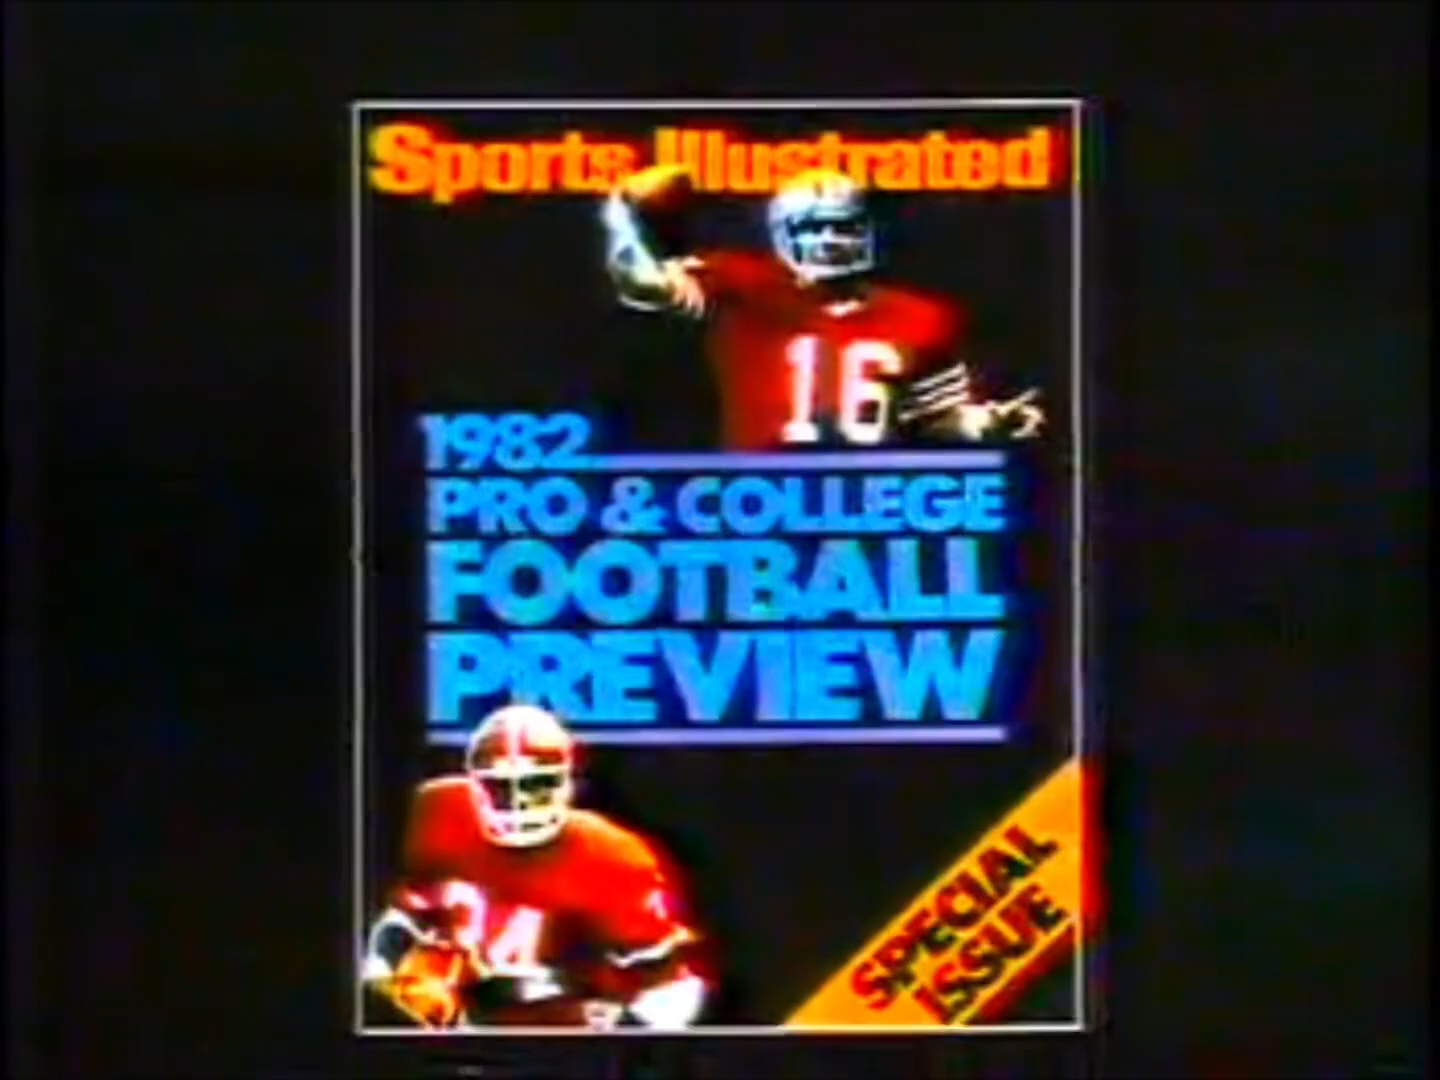 Sports Illustrated
16
1982
PRO & COLLEGE
FOOTBALL
PREVIEW
34
SPECIAL
ISSUE